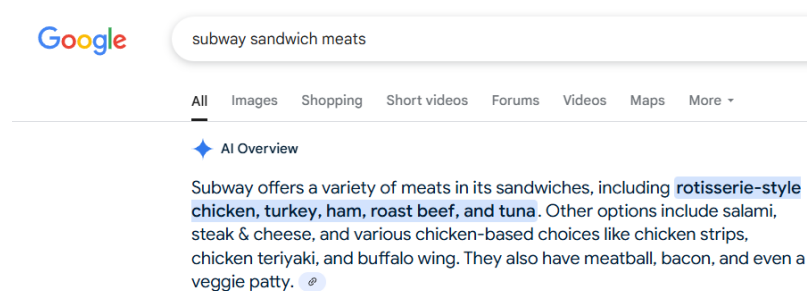 Google
subway sandwich meats
All Images Shopping Short videos Forums Videos Maps More
AI Overview
Subway offers a variety of meats in its sandwiches, including rotisserie-style
chicken, turkey, ham, roast beef, and tuna. Other options include salami,
steak & cheese, and various chicken-based choices like chicken strips,
chicken teriyaki, and buffalo wing. They also have meatball, bacon, and even a
veggie patty.